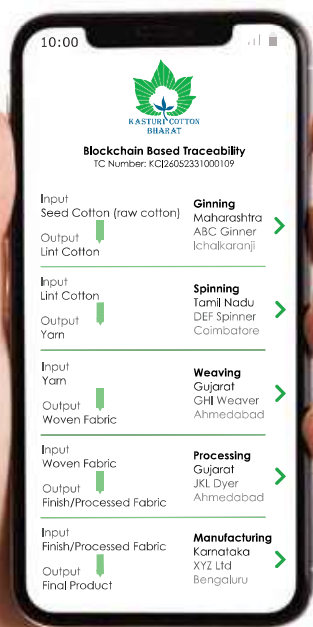 10:00
KASTURI COTTON
BHARAT
Blockchain Based Traceability
TC Number: KCI26052331000109
Input
Seed Cotton (raw cotton)
Output
Lint Cotton
Ginning
Maharashtra
ABC Ginner
Ichalkaranji
Input
Lint Cotton
Output
Yarn
Spinning
Tamil Nadu
DEF Spinner
Coimbatore
Input
Yarn
Output
Woven Fabric
Weaving
Gujarat
GHI Weaver
Ahmedabad
Input
Woven Fabric
Output
Finish/Processed Fabric
Processing
Gujarat
JKL Dyer
Ahmedabad
Input
Finish/Processed Fabric
Output
Final Product
Manufacturing
Karnataka
XYZ Ltd
Bengaluru